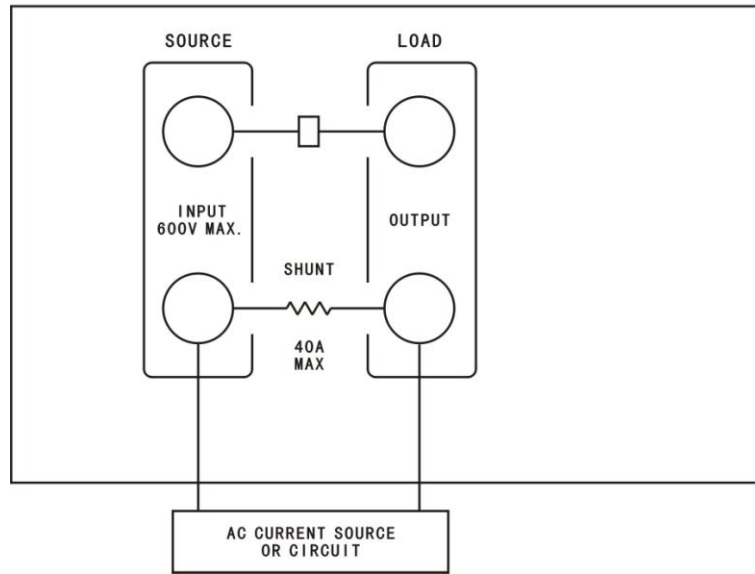 SOURCE
LOAD
INPUT
600V MAX.
OUTPUT
SHUNT
40A
MAX
AC CURRENT SOURCE
OR CIRCUIT